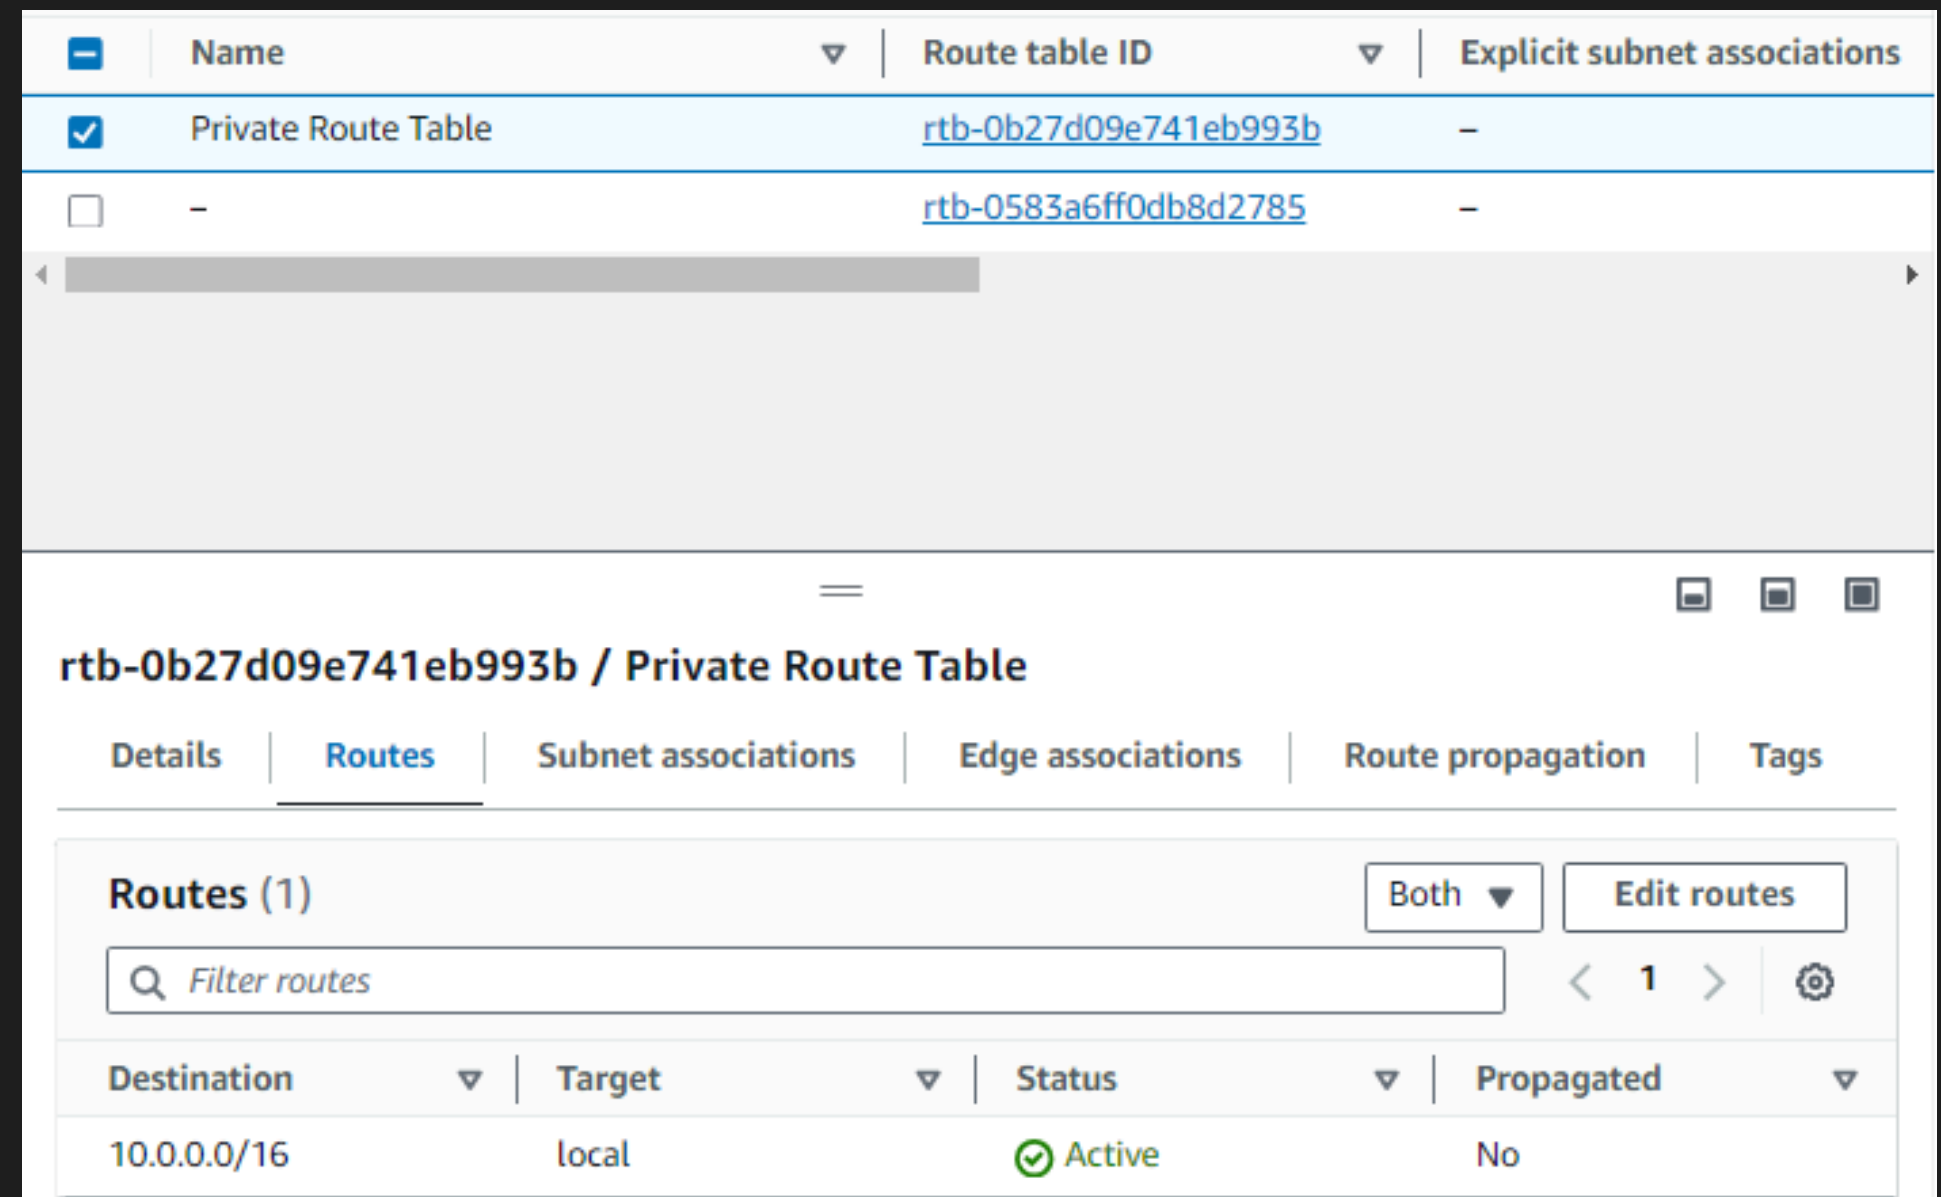 Name Route table ID Explicit subnet associations
Private Route Table rtb-0b27d09e741eb993b –
– rtb-0583a6ff0db8d2785 –
rtb-0b27d09e741eb993b / Private Route Table
Details Routes Subnet associations Edge associations Route propagation Tags
Routes (1) Both Edit routes
Filter routes 1
Destination Target Status Propagated
10.0.0.0/16 local Active No